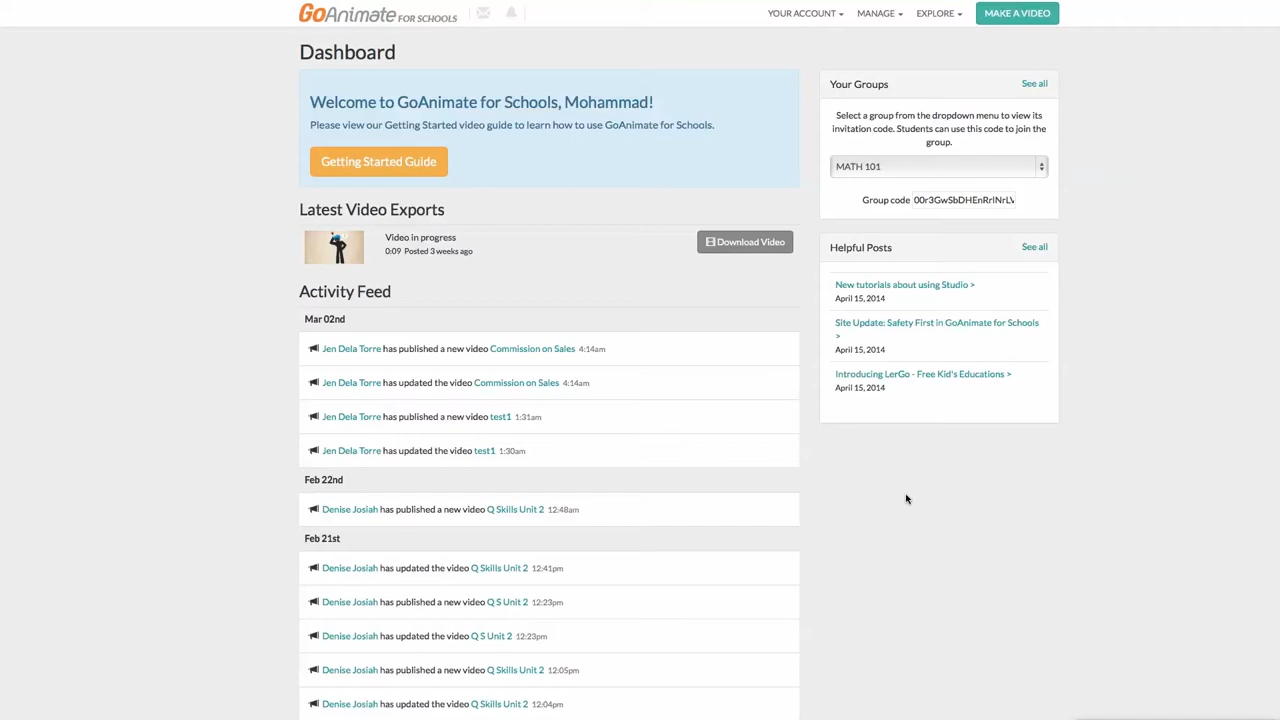 GoAnimate FOR SCHOOLS
YOUR ACCOUNT
MANAGE
EXPLORE
MAKE A VIDEO
Dashboard
Welcome to GoAnimate for Schools, Mohammad!
Please view our Getting Started video guide to learn how to use GoAnimate for Schools.
Getting Started Guide
Latest Video Exports
Video in progress
0:09 Posted 3 weeks ago
Download Video
Activity Feed
Mar 02nd
Jen Dela Torre has published a new video Commission on Sales 4:14am
Jen Dela Torre has updated the video Commission on Sales 4:14am
Jen Dela Torre has published a new video test1 1:31am
Jen Dela Torre has updated the video test1 1:30am
Feb 22nd
Denise Josiah has published a new video Q Skills Unit 2 12:48am
Feb 21st
Denise Josiah has updated the video Q Skills Unit 2 12:41pm
Denise Josiah has published a new video Q S Unit 2 12:23pm
Denise Josiah has updated the video Q S Unit 2 12:23pm
Denise Josiah has published a new video Q Skills Unit 2 12:05pm
Denise Josiah has updated the video Q Skills Unit 2 12:04pm
Your Groups
See all
Select a group from the dropdown menu to view its
invitation code. Students can use this code to join the
group.
MATH 101
Group code
Helpful Posts
See all
New tutorials about using Studio >
April 15, 2014
Site Update: Safety First in GoAnimate for Schools
>
April 15, 2014
Introducing LerGo - Free Kid's Educations >
April 15, 2014